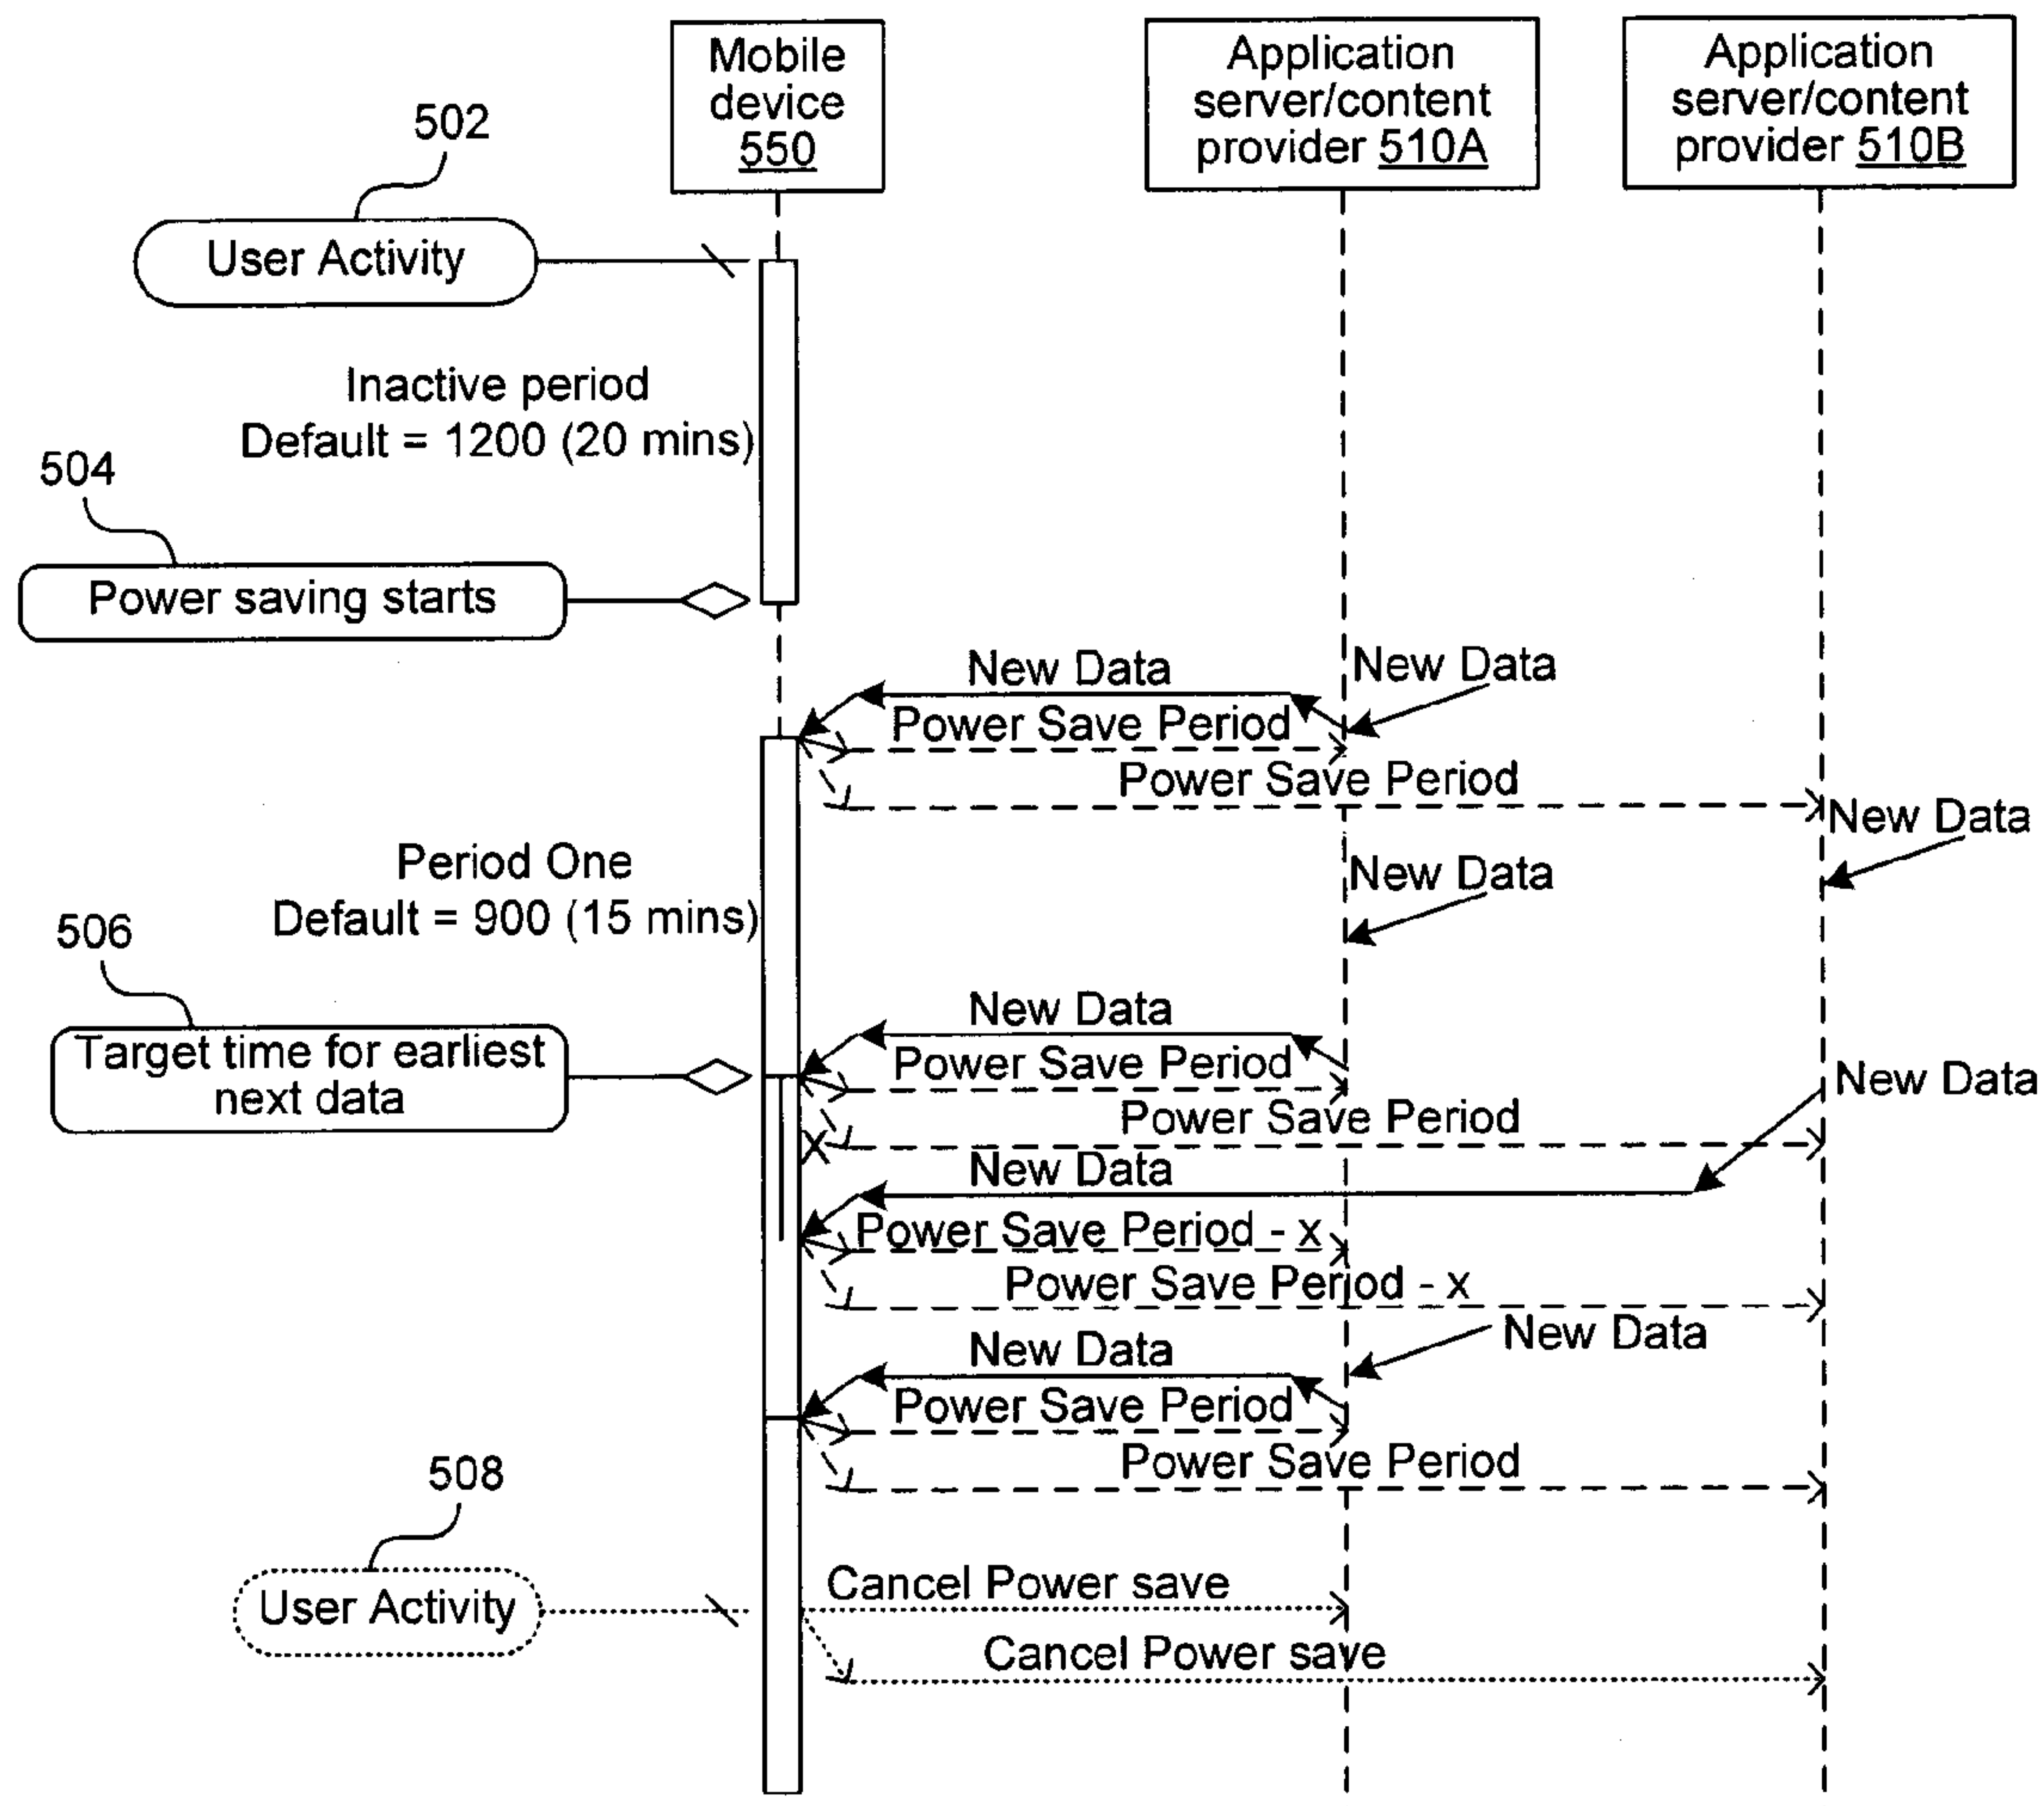 Mobile
device
550
Application
server/content
provider 510A
Application
server/content
provider 510B
502
User Activity
Inactive period
Default = 1200 (20 mins)
504
Power saving starts
New Data
New Data
Power Save Period
Power Save Period
New Data
Period One
Default = 900 (15 mins)
New Data
506
Target time for earliest
next data
New Data
Power Save Period
New Data
Power Save Period
X
New Data
Power Save Period - x
Power Save Period - x
New Data
New Data
Power Save Period
Power Save Period
508
User Activity
Cancel Power save
Cancel Power save